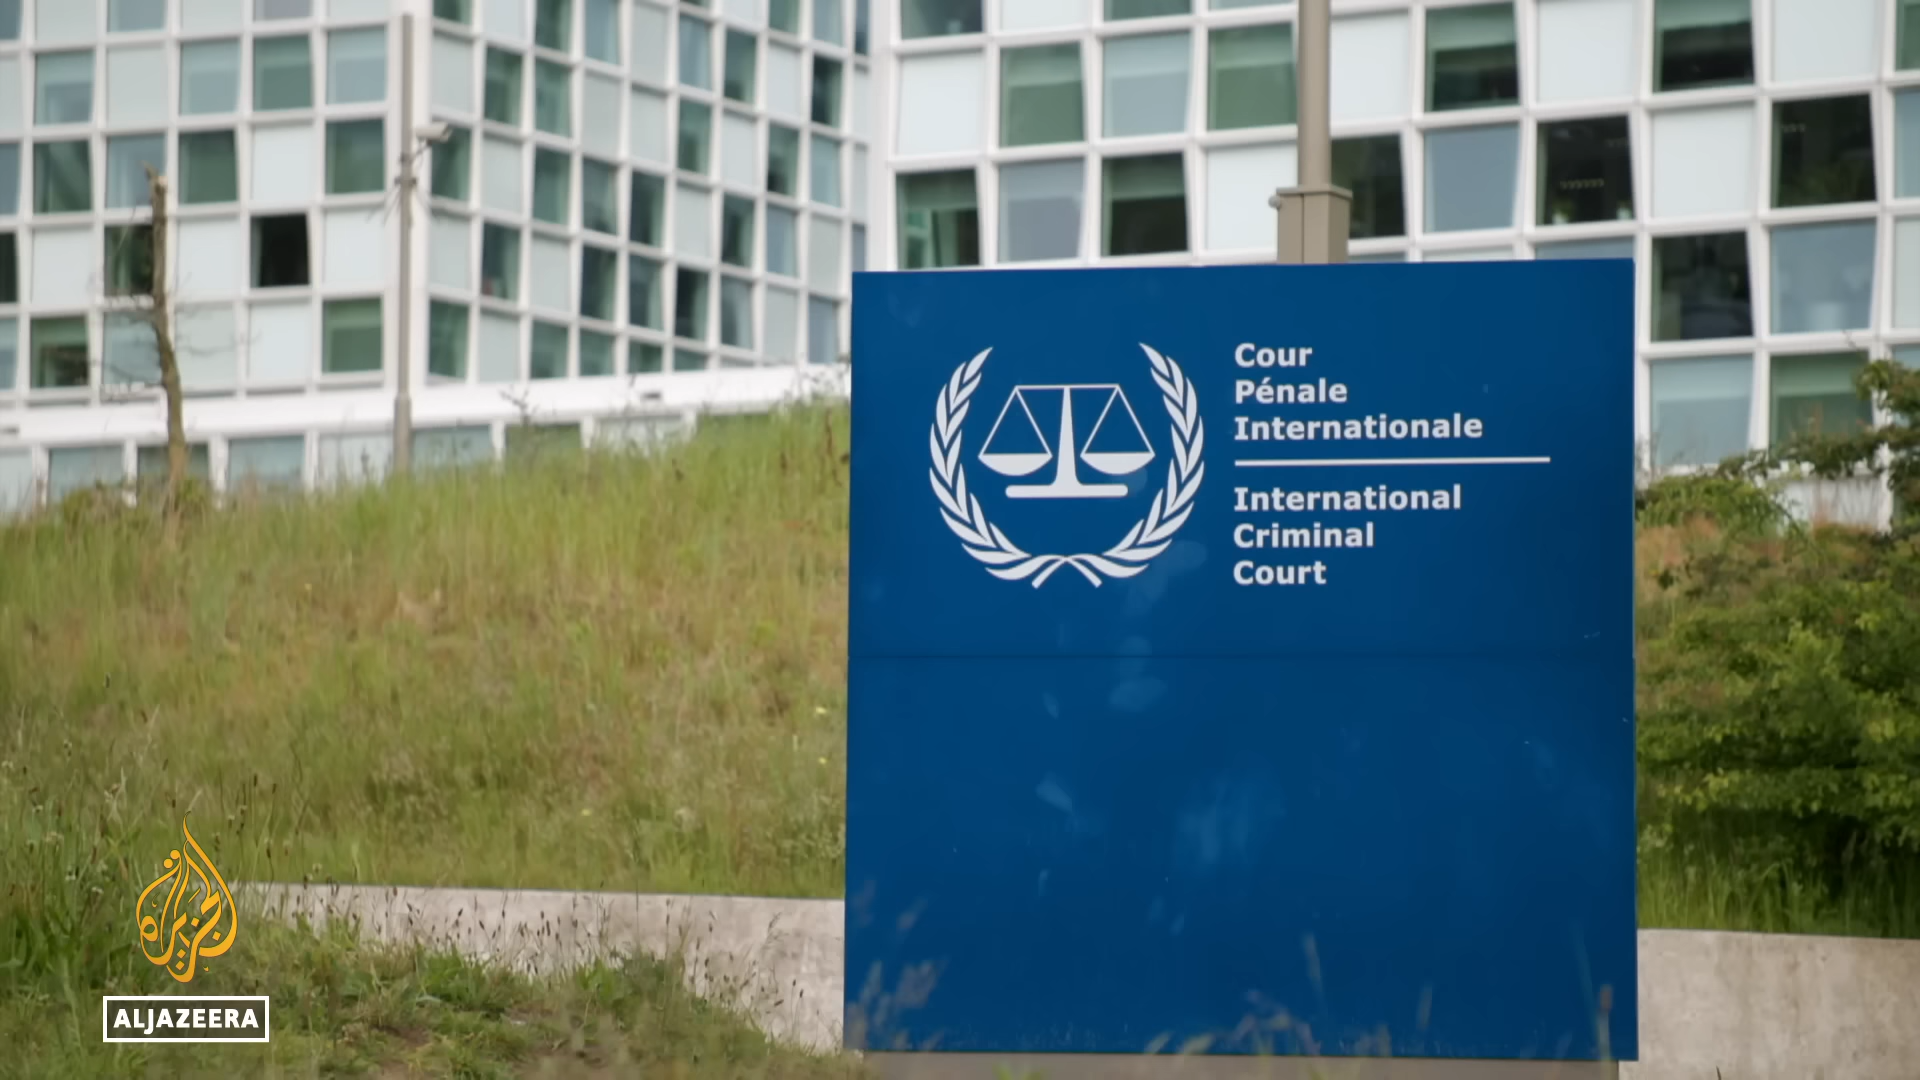 Cour
Pénale
Internationale
International
Criminal
Court
الجزيرة
ALJAZEERA